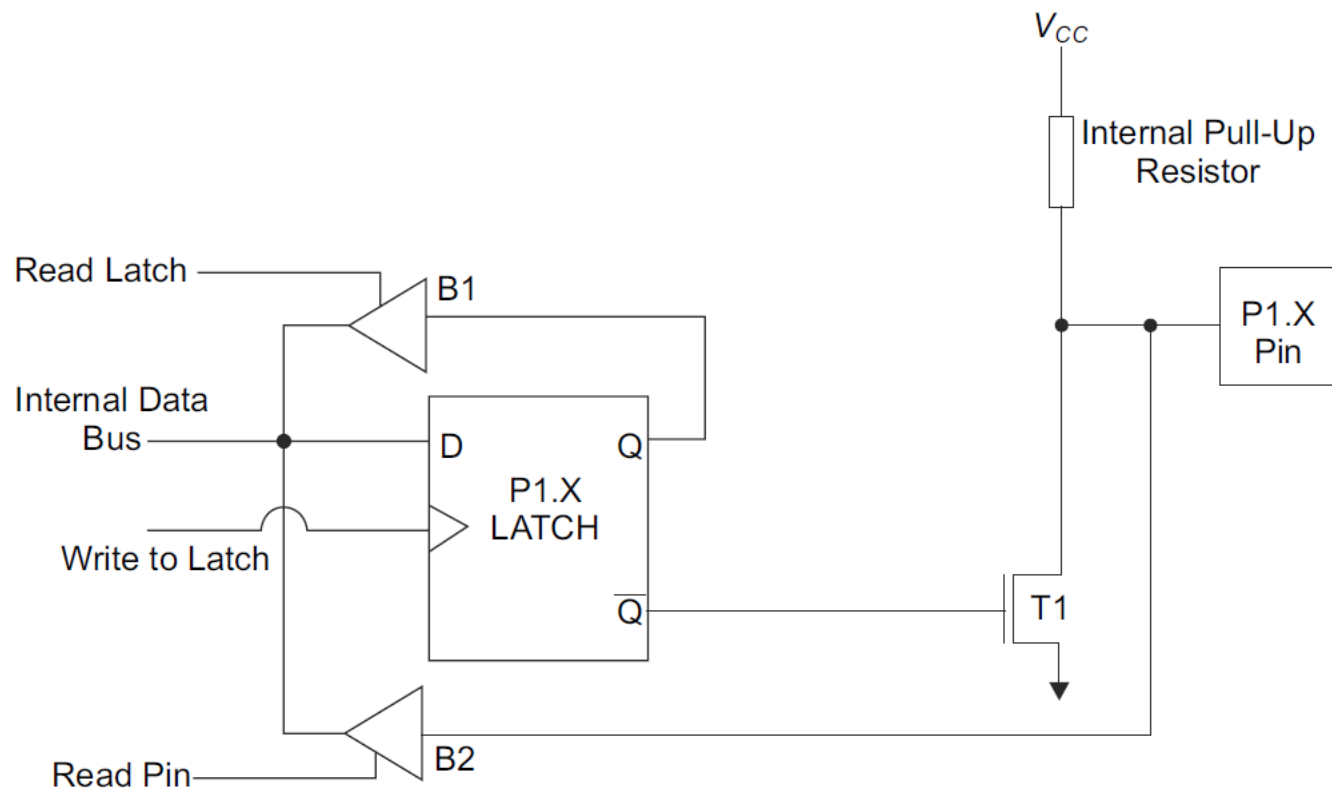 V_CC
Internal Pull-Up
Resistor
Read Latch
B1
P1.X
Pin
Internal Data
Bus
D
Q
P1.X
LATCH
Write to Latch
Q̅
T1
B2
Read Pin